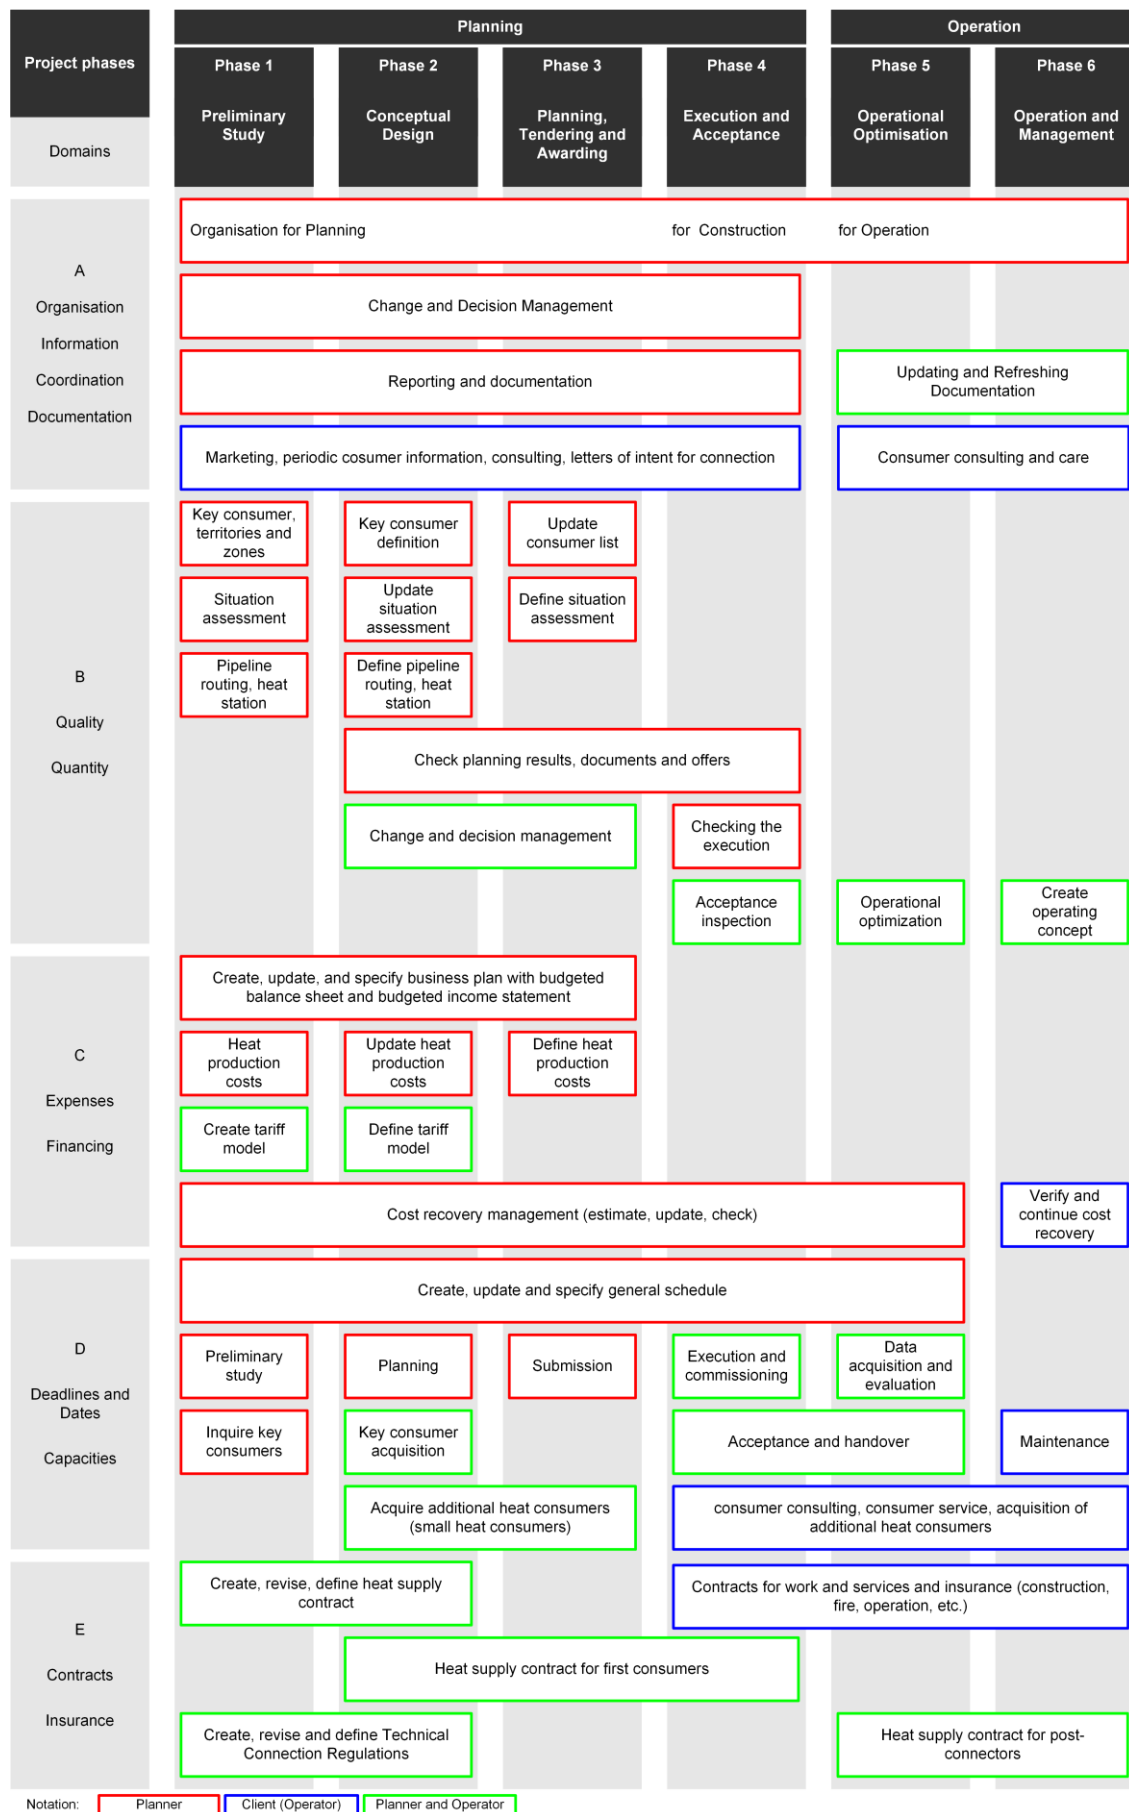 Project phases
Domains
Planning
Operation
Phase 1
Preliminary
Study
Phase 2
Conceptual
Design
Phase 3
Planning,
Tendering and
Awarding
Phase 4
Execution and
Acceptance
Phase 5
Operational
Optimisation
Phase 6
Operation and
Management
A
Organisation
Information
Coordination
Documentation
Organisation for Planning
for Construction
for Operation
Change and Decision Management
Reporting and documentation
Updating and Refreshing
Documentation
Marketing, periodic cosumer information, consulting, letters of intent for connection
Consumer consulting and care
B
Quality
Quantity
Key consumer,
territories and
zones
Key consumer
definition
Update
consumer list
Situation
assessment
Update
situation
assessment
Define situation
assessment
Pipeline
routing, heat
station
Define pipeline
routing, heat
station
Check planning results, documents and offers
Change and decision management
Checking the
execution
Acceptance
inspection
Operational
optimization
Create
operating
concept
C
Expenses
Financing
Create, update, and specify business plan with budgeted
balance sheet and budgeted income statement
Heat
production
costs
Update heat
production
costs
Define heat
production
costs
Create tariff
model
Define tariff
model
Cost recovery management (estimate, update, check)
Verify and
continue cost
recovery
D
Deadlines and
Dates
Capacities
Create, update and specify general schedule
Preliminary
study
Planning
Submission
Execution and
commissioning
Data
acquisition and
evaluation
Inquire key
consumers
Key consumer
acquisition
Acceptance and handover
Maintenance
Acquire additional heat consumers
(small heat consumers)
consumer consulting, consumer service, acquisition of
additional heat consumers
E
Contracts
Insurance
Create, revise, define heat supply
contract
Contracts for work and services and insurance (construction,
fire, operation, etc.)
Heat supply contract for first consumers
Create, revise and define Technical
Connection Regulations
Heat supply contract for post-
connectors
Notation:
Planner
Client (Operator)
Planner and Operator